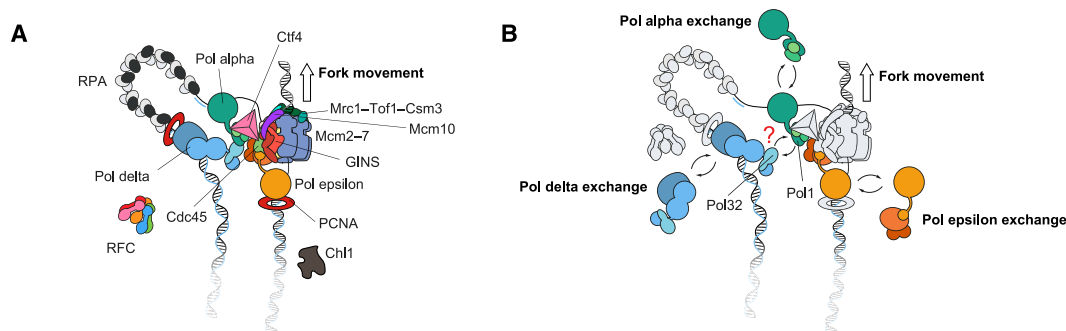 A
Ctf4
Pol alpha
RPA
Fork movement
Mrc1–Tof1–Csm3
Mcm10
Mcm2–7
GINS
Pol delta
Pol epsilon
Cdc45
PCNA
RFC
Chl1
B
Pol alpha exchange
Fork movement
?
Pol delta exchange
Pol32
Pol1
Pol epsilon exchange